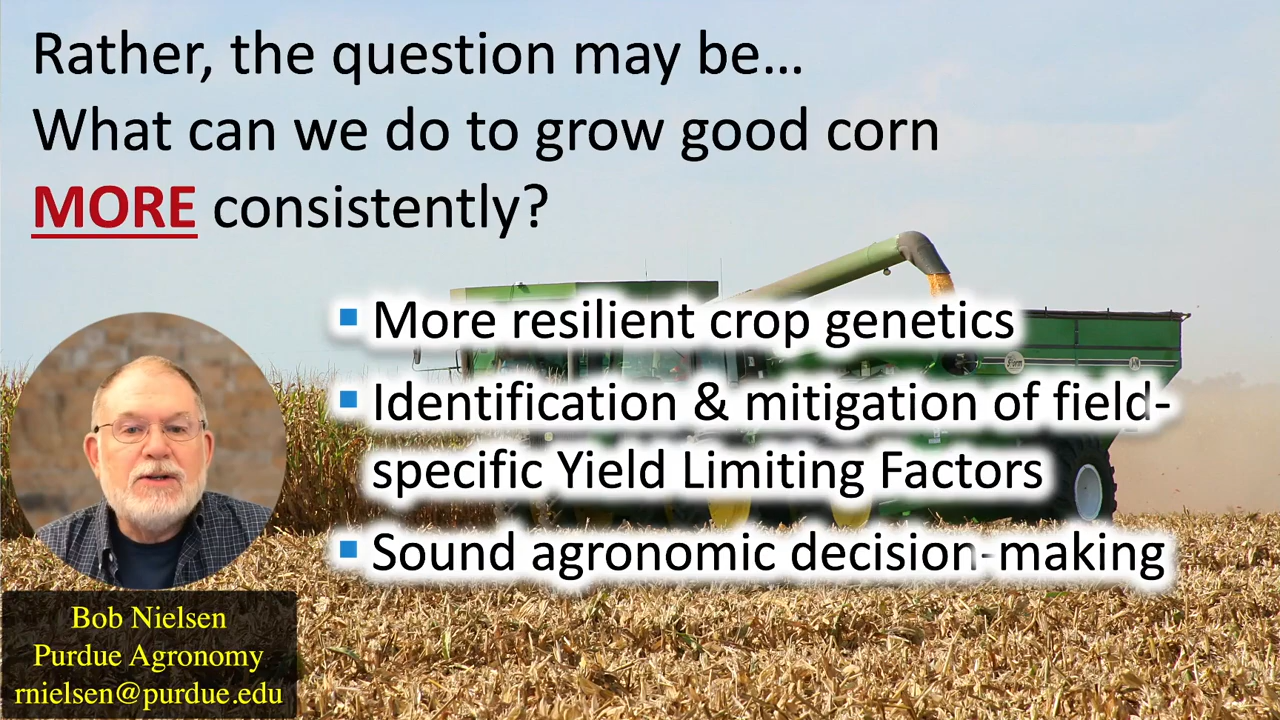 Rather, the question may be…
What can we do to grow good corn
MORE consistently?
▪ More resilient crop genetics
▪ Identification & mitigation of field-
specific Yield Limiting Factors
▪ Sound agronomic decision-making
Bob Nielsen
Purdue Agronomy
rnielsen@purdue.edu